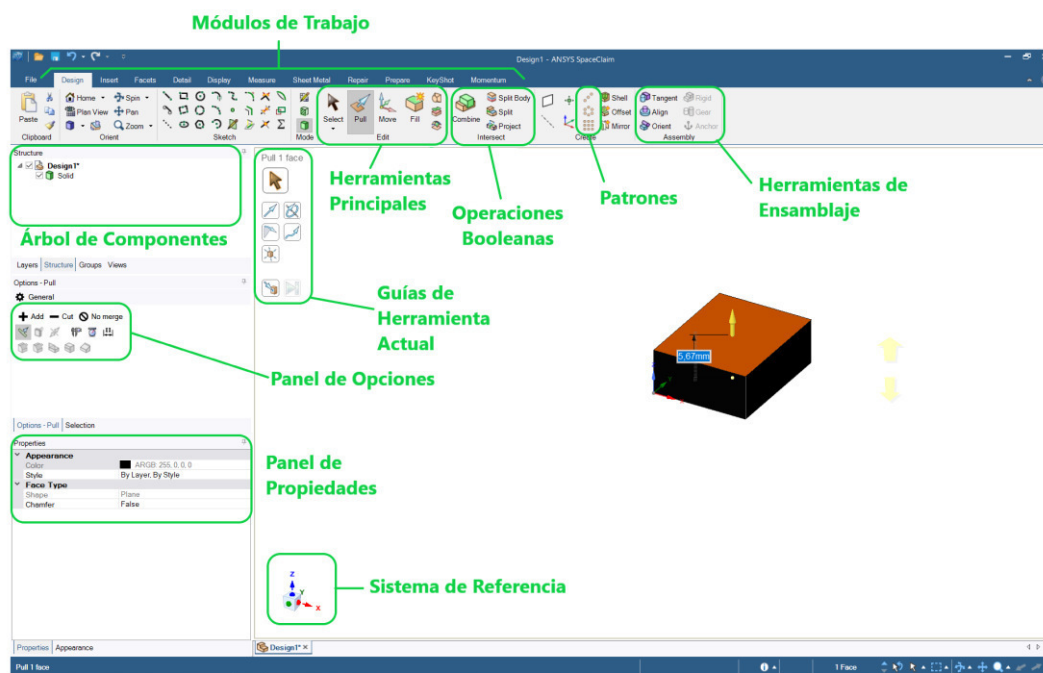 Módulos de Trabajo
Design1 - ANSYS SpaceClaim
File Design Insert Facets Detail Display Measure Sheet Metal Repair Prepare KeyShot Momentum
Home Spin Tangent Rigid
Split Body Shell
Plan View Pan Split Offset Align Gear
Paste Select Pull Move Fill Combine
Zoom Project Mirror Orient Anchor
Clipboard Orient Sketch Mode Edit Intersect Create Assembly
Structure
Design1*
Solid
Árbol de Componentes
Layers Structure Groups Views
Options - Pull
General
Add Cut No merge
Panel de Opciones
Options - Pull Selection
Properties
Appearance
Color ARGB: 255, 0, 0, 0
Style By Layer, By Style
Face Type
Shape Plane
Chamfer False
Panel de
Propiedades
Pull 1 face
Guías de
Herramienta
Actual
Herramientas
Principales
Operaciones
Booleanas
Patrones
Herramientas de
Ensamblaje
5,67mm
Z
Y
X
Sistema de Referencia
Properties Appearance
Design1*
Pull 1 face
1 Face